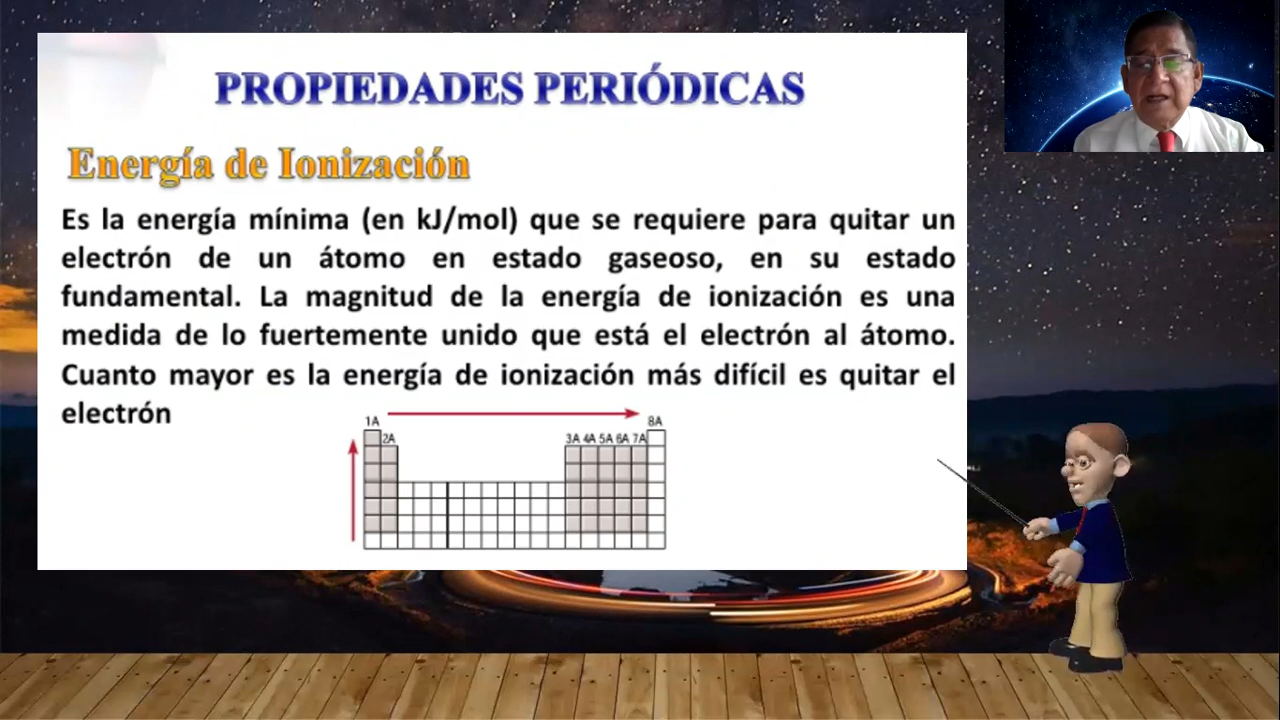 PROPIEDADES PERIÓDICAS
Energía de Ionización
Es la energía mínima (en kJ/mol) que se requiere para quitar un
electrón de un átomo en estado gaseoso, en su estado
fundamental. La magnitud de la energía de ionización es una
medida de lo fuertemente unido que está el electrón al átomo.
Cuanto mayor es la energía de ionización más difícil es quitar el
electrón
1A 8A
2A 3A 4A 5A 6A 7A